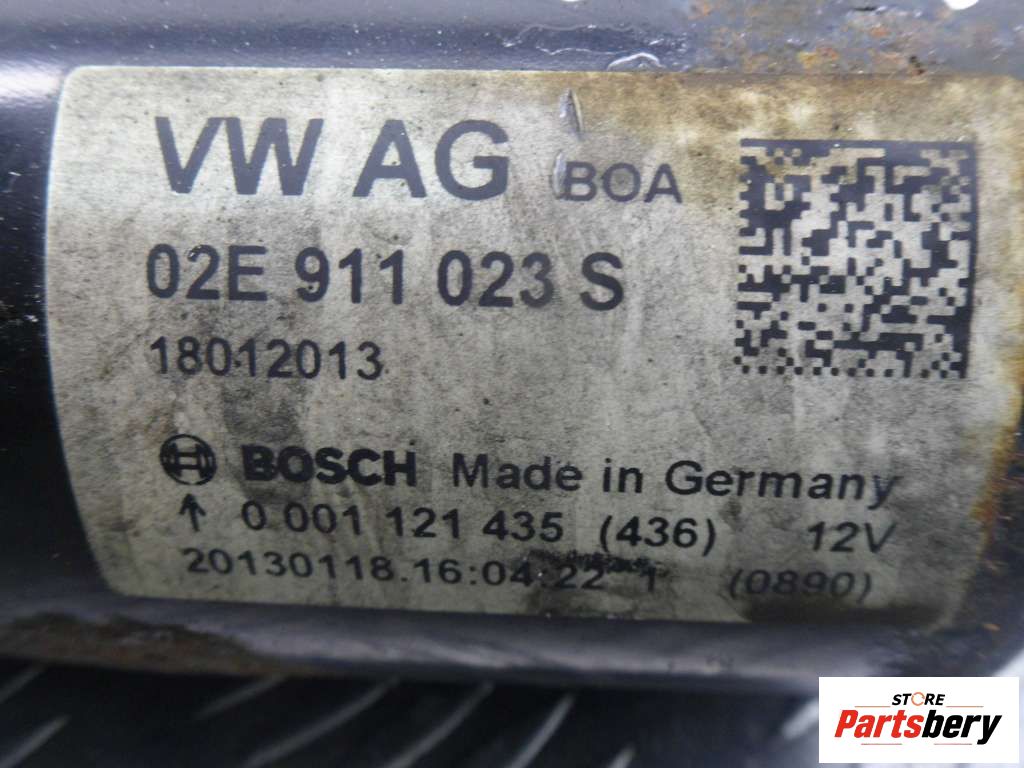 VW AG BOA
02E 911 023 S
18012013
BOSCH Made in Germany
↑ 0 001 121 435 (436) 12V
20130118.16:04:22 1 (0890)
STORE
Partsbery